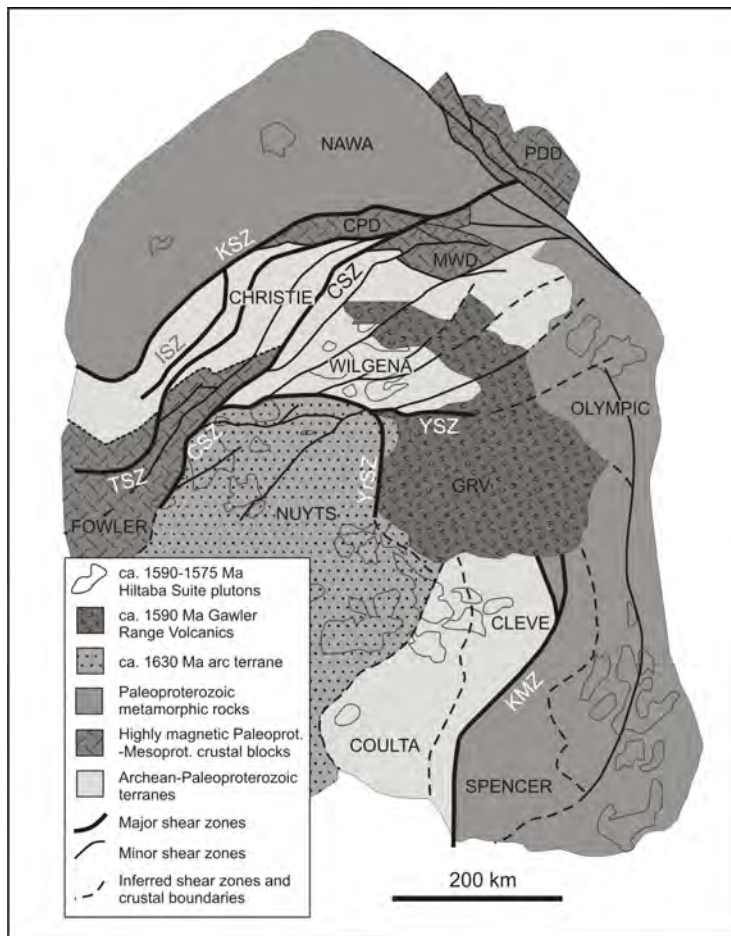 NAWA
PDD
CPD
KSZ
MWD
CSZ
CHRISTIE
ISZ
WILGENA
OLYMPIC
YSZ
CSZ
TSZ
YrSZ
GRV
NUYTS
FOWLER
CLEVE
KMZ
COULTA
SPENCER
ca. 1590-1575 Ma
Hiltaba Suite plutons
ca. 1590 Ma Gawler
Range Volcanics
ca. 1630 Ma arc terrane
Paleoproterozoic
metamorphic rocks
Highly magnetic Paleoprot.
-Mesoprot. crustal blocks
Archean-Paleoproterozoic
terranes
Major shear zones
Minor shear zones
Inferred shear zones and
crustal boundaries
200 km